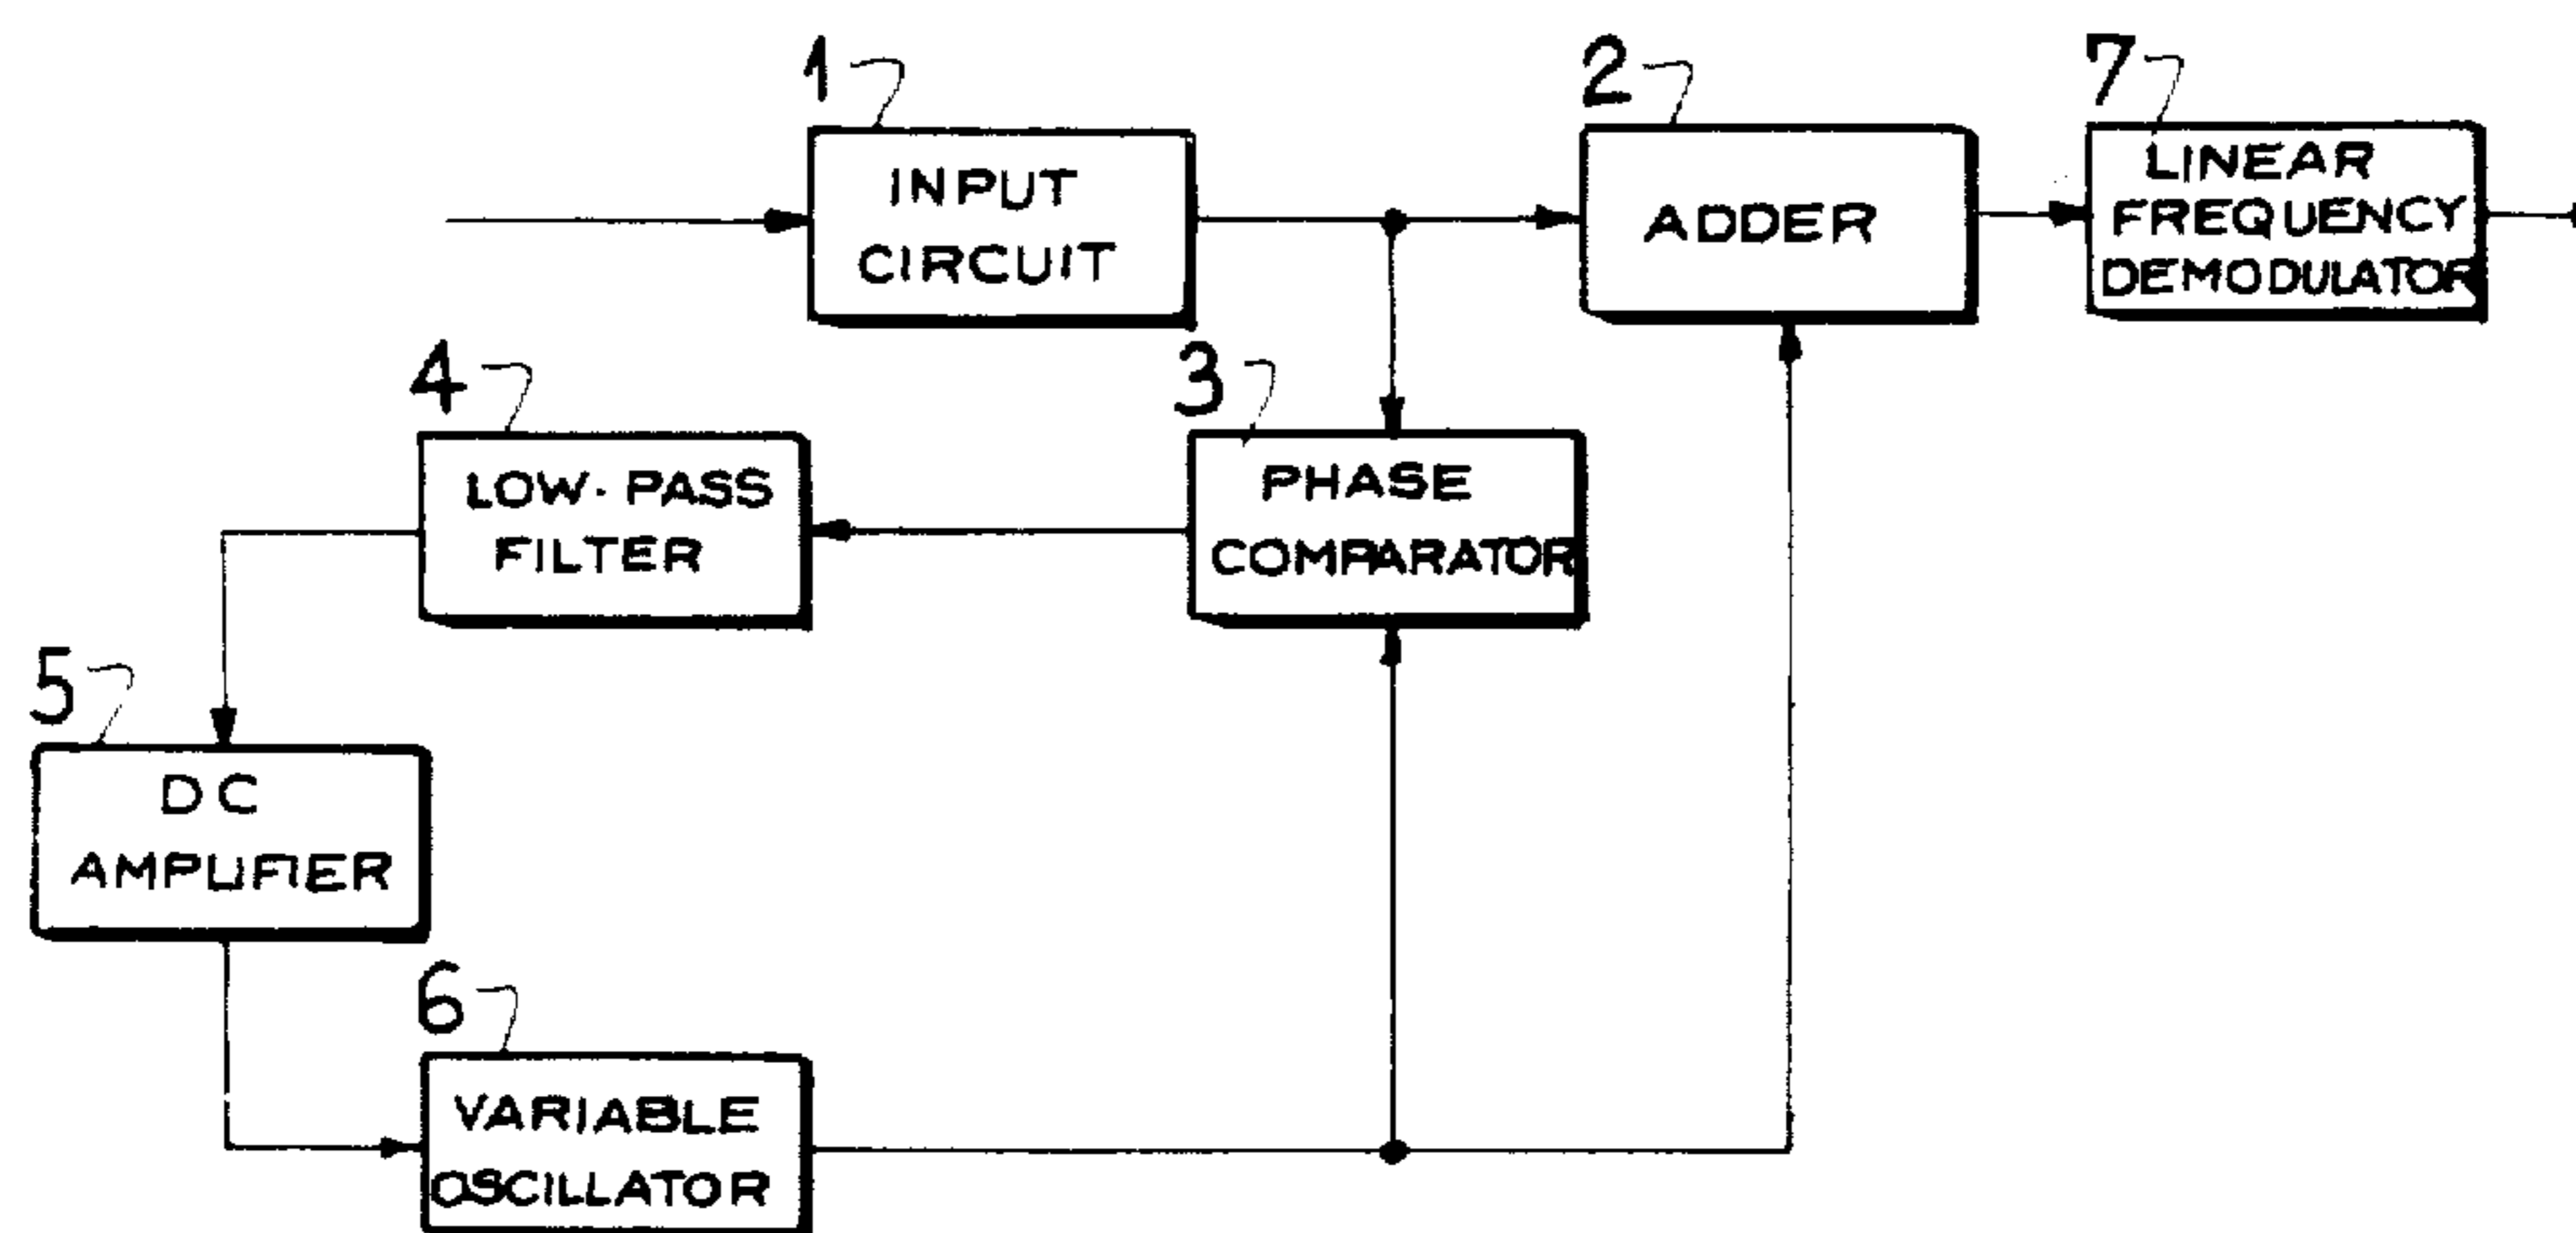 1
INPUT
CIRCUIT
2
ADDER
7
LINEAR
FREQUENCY
DEMODULATOR
4
LOW-PASS
FILTER
3
PHASE
COMPARATOR
5
DC
AMPLIFIER
6
VARIABLE
OSCILLATOR